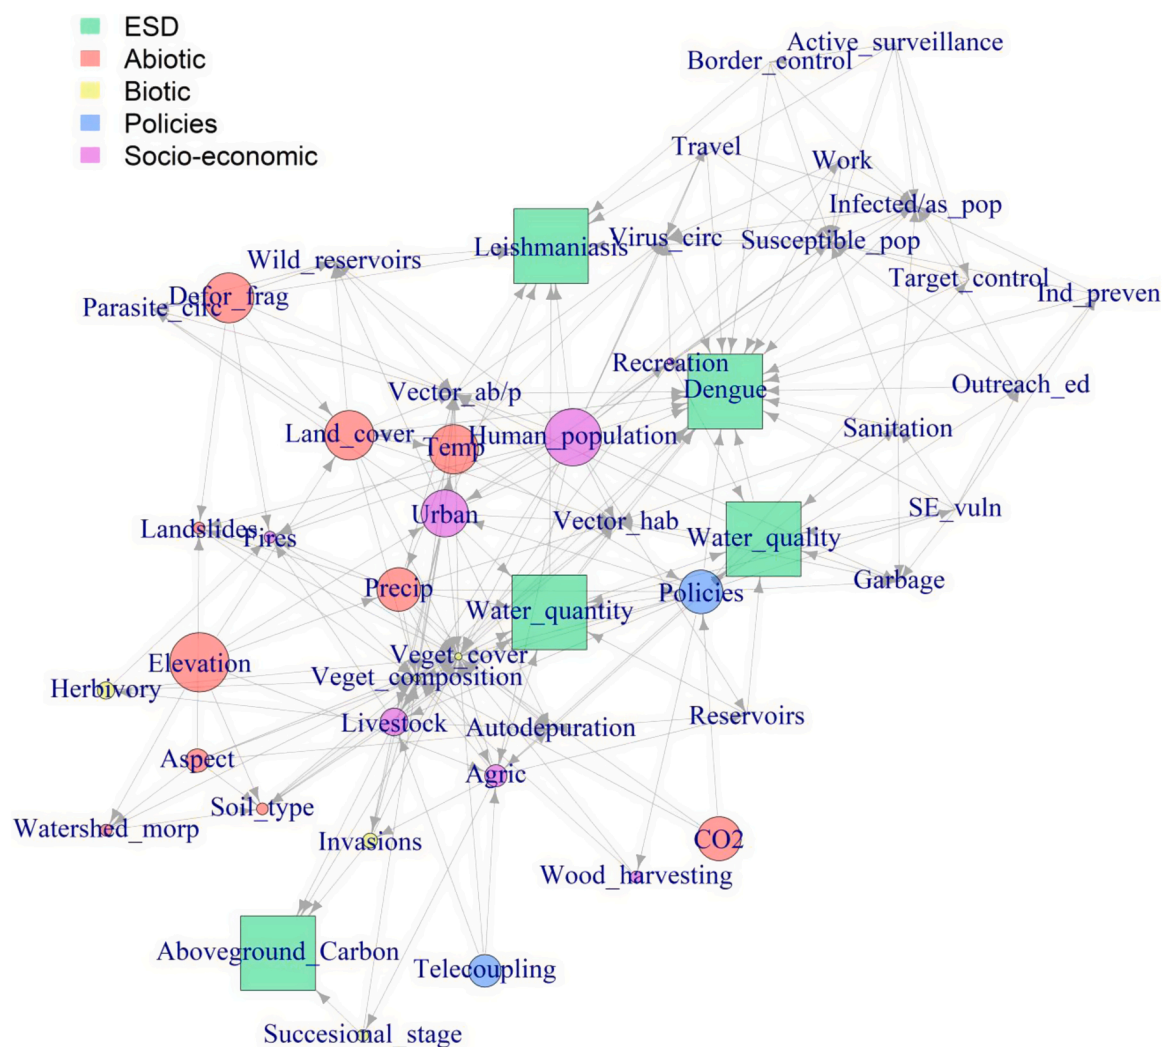 ESD
Abiotic
Biotic
Policies
Socio-economic
Active_surveillance
Border_control
Travel
Work
Infected/as_pop
Leishmaniasis
Virus_circ
Susceptible_pop
Wild_reservoirs
Target_control
Ind_preven
Defor_frag
Parasite_circ
Recreation
Dengue
Outreach_ed
Vector_ab/p
Sanitation
Land_cover
Temp
Human_population
SE_vuln
Urban
Vector_hab
Landslides
Fires
Water_quality
Garbage
Precip
Policies
Water_quantity
Veget_cover
Elevation
Veget_composition
Herbivory
Livestock
Autodepuration
Reservoirs
Aspect
Agric
Soil_type
Watershed_morp
Invasions
CO2
Wood_harvesting
Aboveground_Carbon
Telecoupling
Succesional_stage